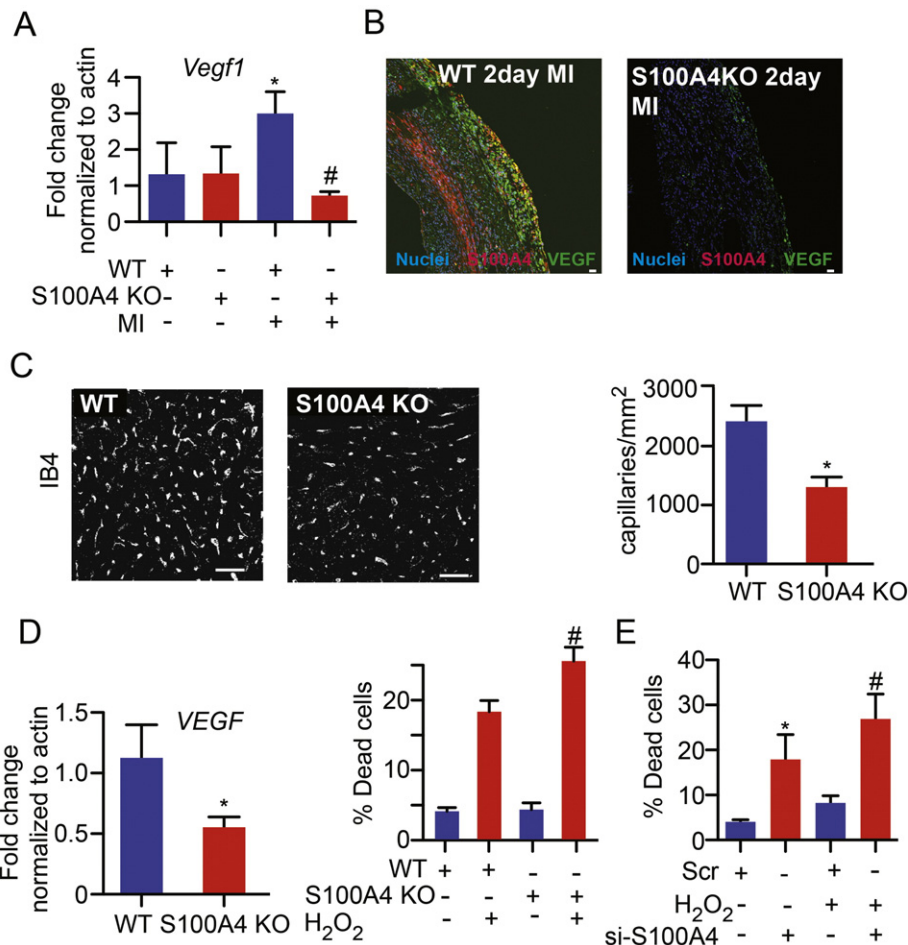 A
Vegf1
Fold change
normalized to actin
4
3
2
1
0
*
#
WT + - + -
S100A4 KO - + - +
MI - - + +
B
WT 2day MI
Nuclei S100A4 VEGF
S100A4KO 2day
MI
Nuclei S100A4 VEGF
C
IB4
WT
S100A4 KO
capillaries/mm2
3000
2000
1000
0
*
WT S100A4 KO
D
Fold change
normalized to actin
VEGF
1.5
1.0
0.5
0
*
WT S100A4 KO
% Dead cells
20
10
0
#
WT + + - -
S100A4 KO - - + +
H2O2 - + - +
E
% Dead cells
40
30
20
10
0
*
#
Scr + - + -
H2O2 - - + +
si-S100A4 - + - +